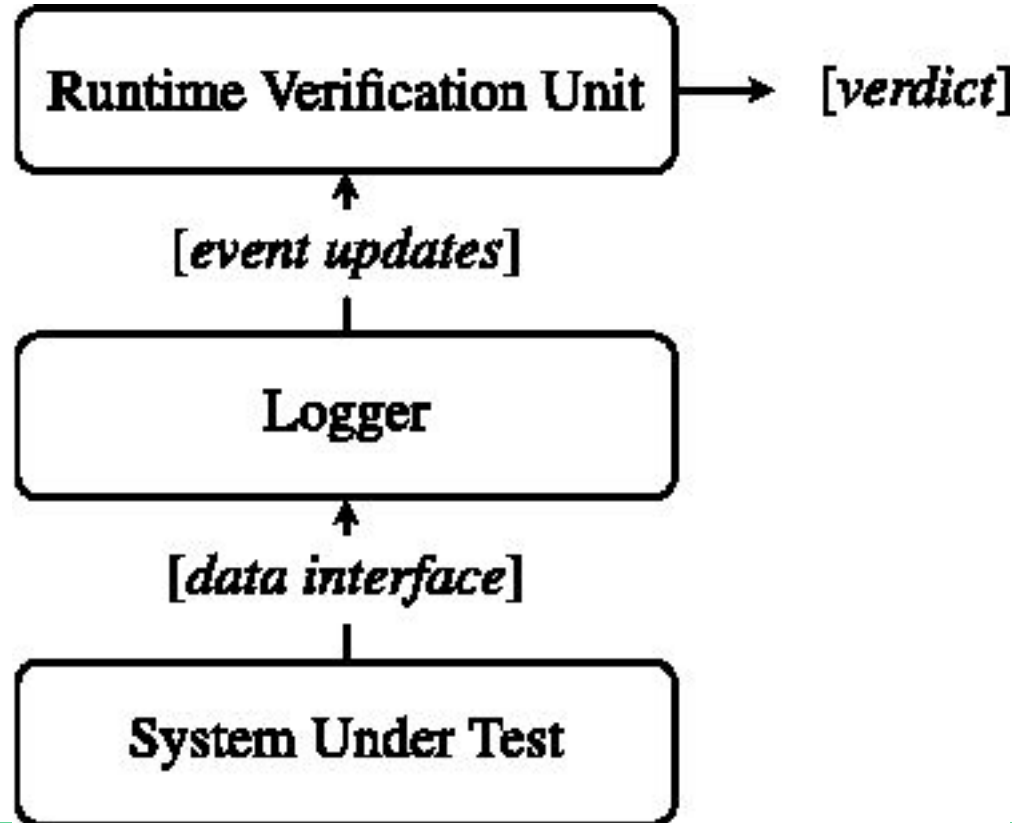 Runtime Verification Unit
[verdict]
[event updates]
Logger
[data interface]
System Under Test